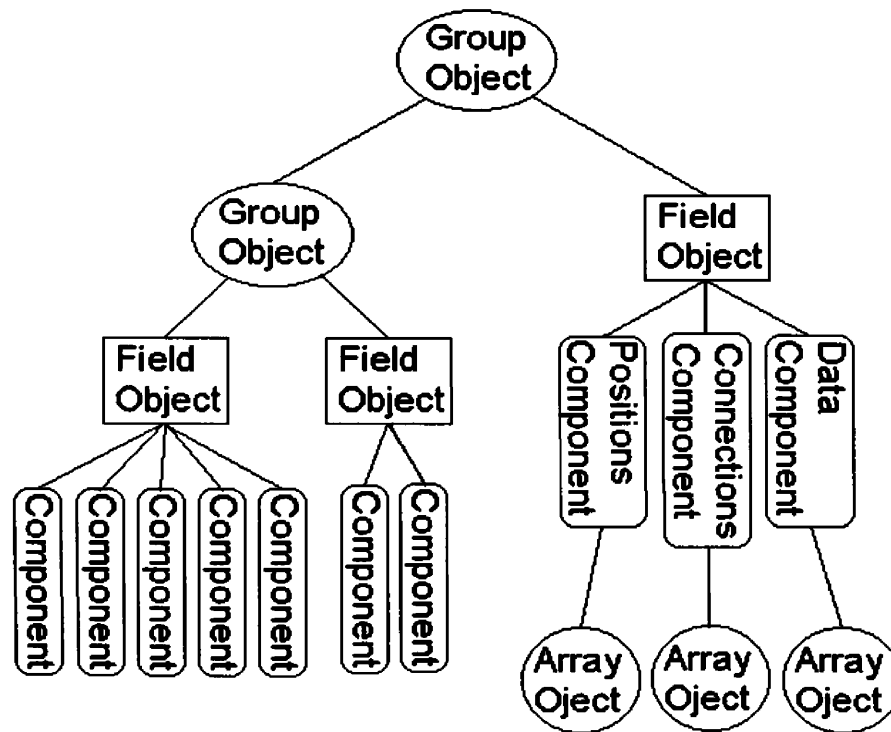 Group
Object
Group
Object
Field
Object
Field
Object
Field
Object
Positions
Component
Connections
Component
Data
Component
Component
Component
Component
Component
Component
Component
Component
Array
Oject
Array
Oject
Array
Oject